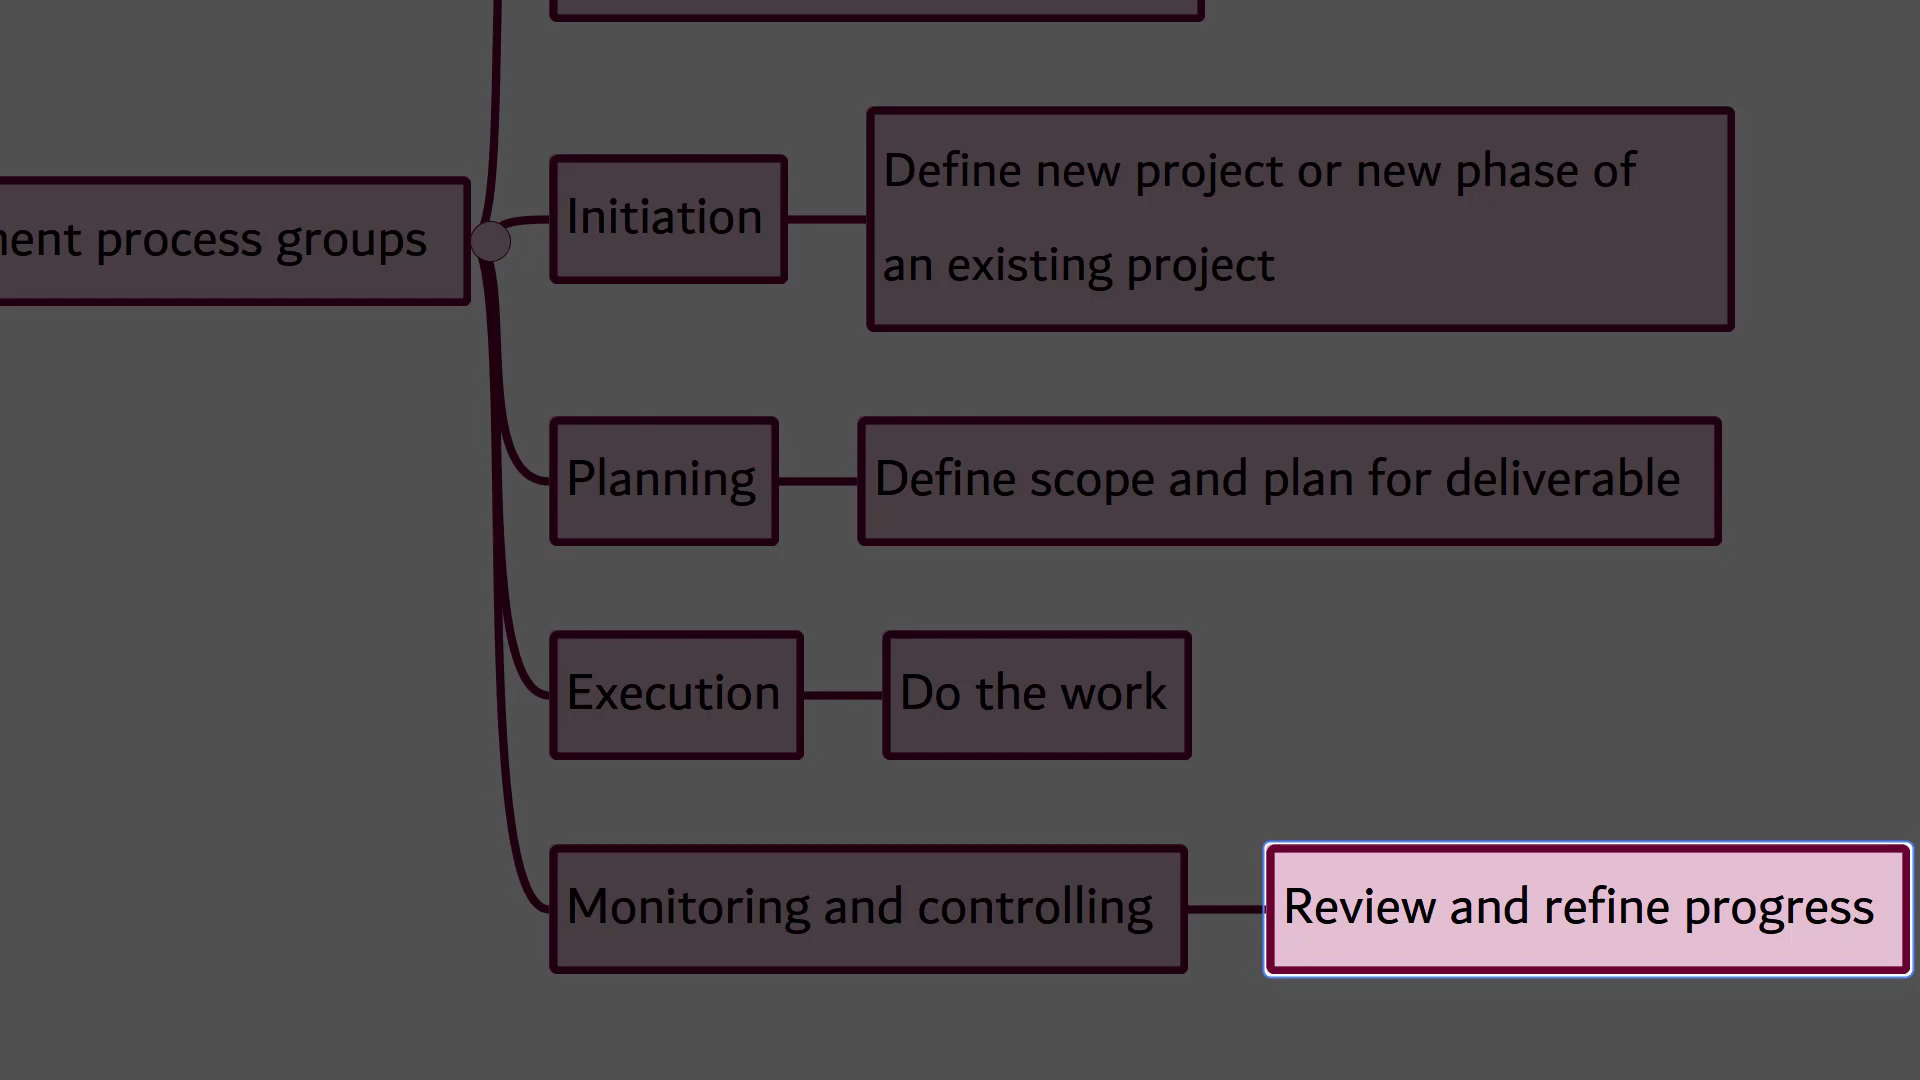 process groups
Initiation
Define new project or new phase of
an existing project
Planning
Define scope and plan for deliverable
Execution
Do the work
Monitoring and controlling
Review and refine progress